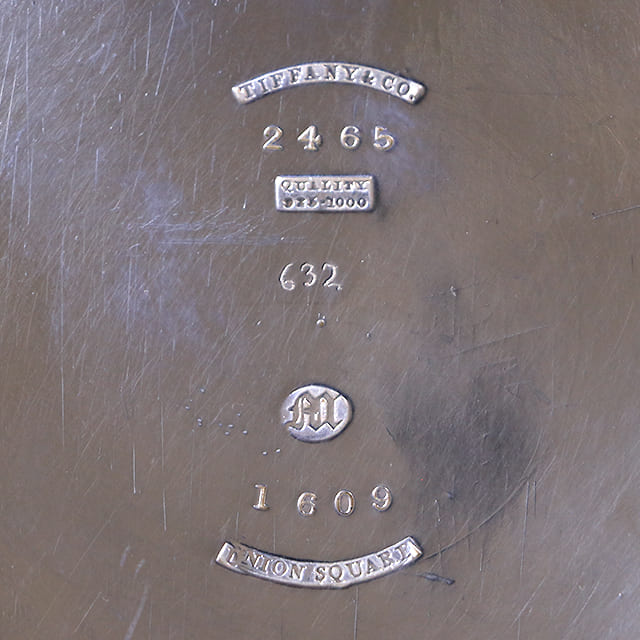 TIFFANY & CO.
2465
QUALITY
925-1000
632
M
1609
UNION SQUARE